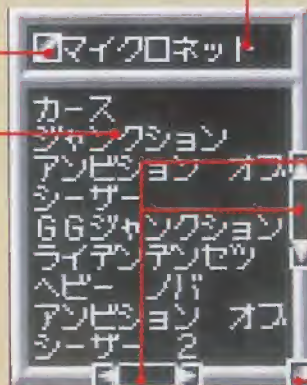 マイクロネット
カース
ジャンクション
アンビション オブ
シーザー
GGジャンクション
ライデンデンセツ
ヘビー ノバ
アンビション オブ
シーザー 2